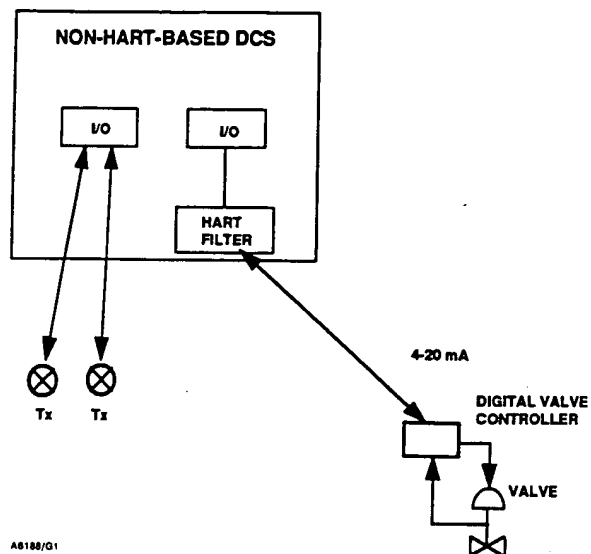 NON-HART-BASED DCS
I/O
I/O
HART
FILTER
4-20 mA
Tx
Tx
DIGITAL VALVE
CONTROLLER
VALVE
A6188/G1